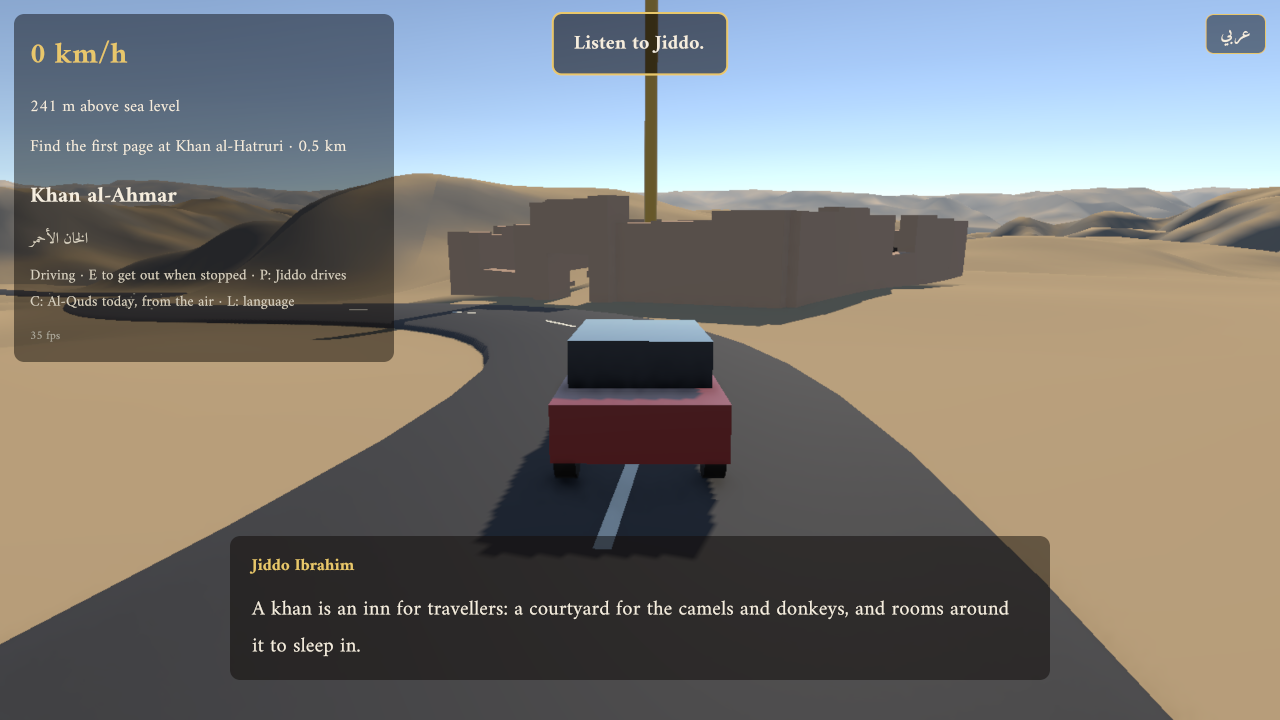 0 km/h
241 m above sea level
Find the first page at Khan al-Hatruri · 0.5 km
Khan al-Ahmar
الخان الأحمر
Driving · E to get out when stopped · P: Jiddo drives
C: Al-Quds today, from the air · L: language
35 fps
Listen to Jiddo.
عربي
Jiddo Ibrahim
A khan is an inn for travellers: a courtyard for the camels and donkeys, and rooms around
it to sleep in.